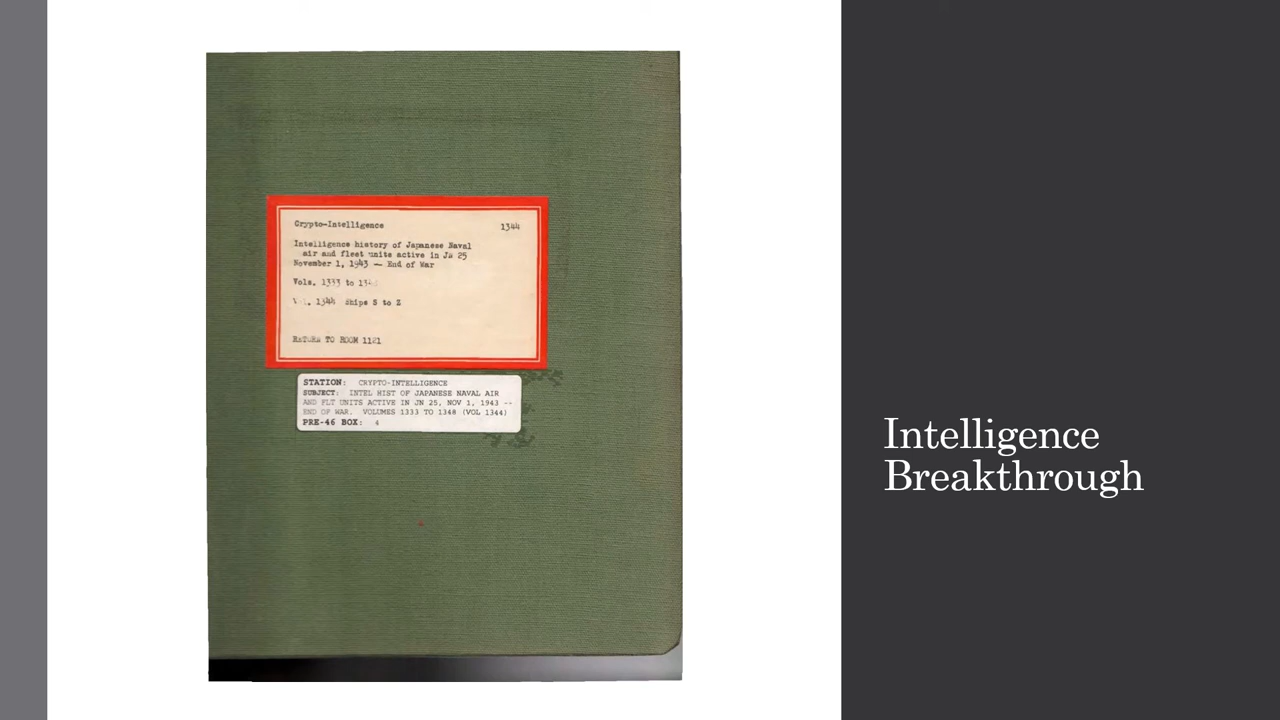 Crypto-Intelligence 1344
Intelligence history of Japanese Naval
air and fleet units active in JN 25
November 1, 1943 — End of War
Vols. 1333 to
1344 Ships S to Z
RETURN TO ROOM 1121
STATION: CRYPTO-INTELLIGENCE
SUBJECT: INTEL HIST OF JAPANESE NAVAL AIR
AND FLT UNITS ACTIVE IN JN 25, NOV 1, 1943 --
END OF WAR. VOLUMES 1333 TO 1348 (VOL 1344)
PRE-46 BOX: 4
Intelligence
Breakthrough